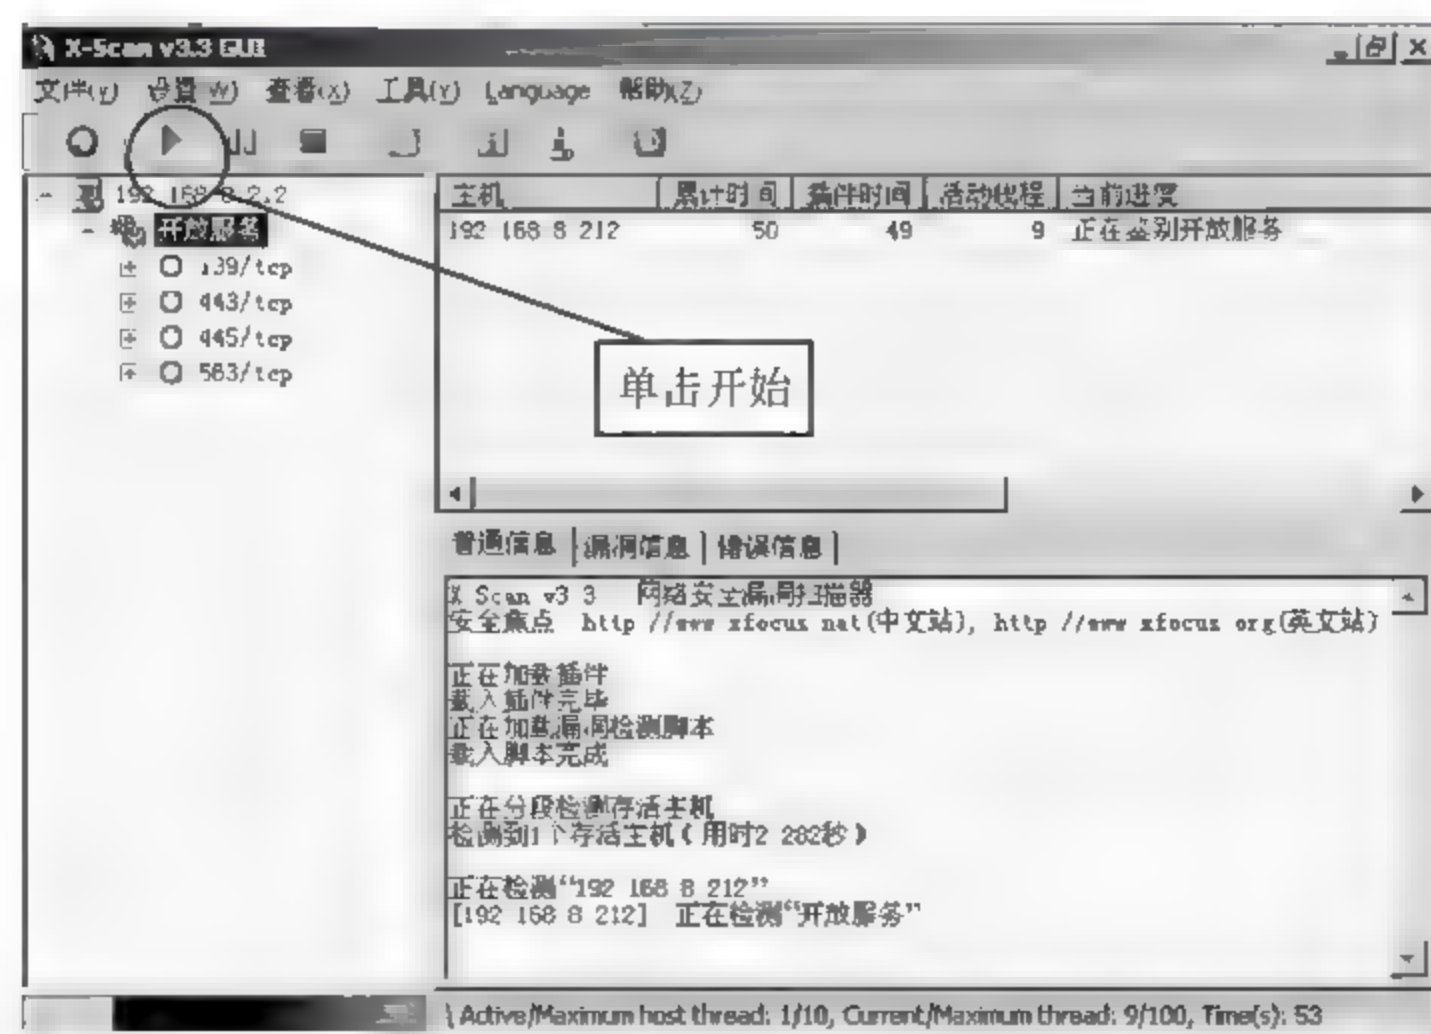 X-Scan v3.3 GUI
文件(V) 设置(W) 查看(X) 工具(Y) Language 帮助(Z)
192.168.8.212
开放服务
139/tcp
443/tcp
445/tcp
563/tcp
主机 累计时间 插件时间 活动线程 当前进度
192.168.8.212 50 49 9 正在鉴别开放服务
单击开始
普通信息 漏洞信息 错误信息
X-Scan v3.3 网络安全漏洞扫描器
安全焦点 http://www.xfocus.net(中文站), http://www.xfocus.org(英文站)
正在加载插件
载入插件完毕
正在加载漏洞检测脚本
载入脚本完成
正在分段检测存活主机
检测到1个存活主机(用时2.282秒)
正在检测“192.168.8.212”
[192.168.8.212] 正在检测“开放服务”
Active/Maximum host thread: 1/10, Current/Maximum thread: 9/100, Time(s): 53